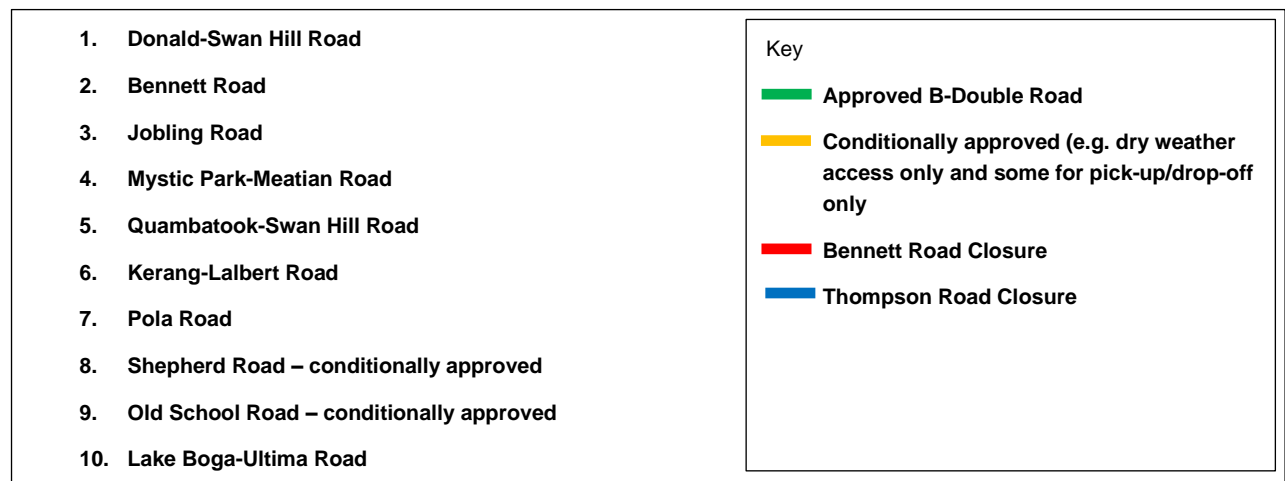 1. Donald-Swan Hill Road
2. Bennett Road
3. Jobling Road
4. Mystic Park-Meatian Road
5. Quambatook-Swan Hill Road
6. Kerang-Lalbert Road
7. Pola Road
8. Shepherd Road – conditionally approved
9. Old School Road – conditionally approved
10. Lake Boga-Ultima Road
Key
Approved B-Double Road
Conditionally approved (e.g. dry weather
access only and some for pick-up/drop-off
only
Bennett Road Closure
Thompson Road Closure